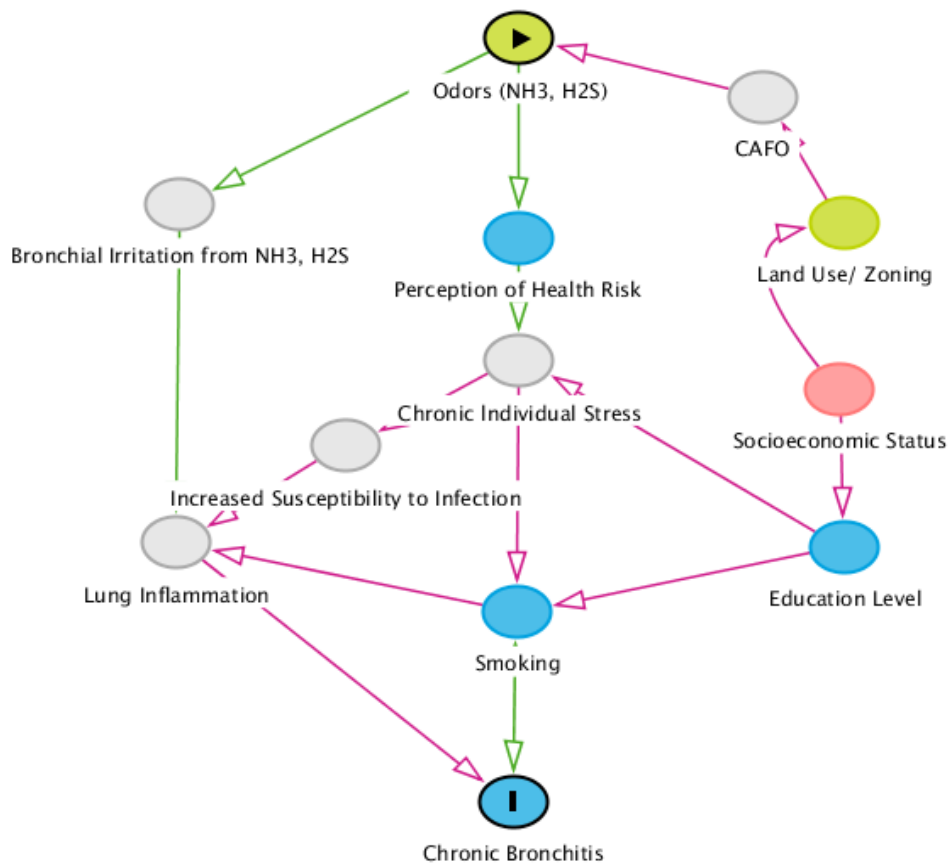 Odors (NH3, H2S)
CAFO
Bronchial Irritation from NH3, H2S
Perception of Health Risk
Land Use/ Zoning
Chronic Individual Stress
Socioeconomic Status
Increased Susceptibility to Infection
Lung Inflammation
Education Level
Smoking
Chronic Bronchitis